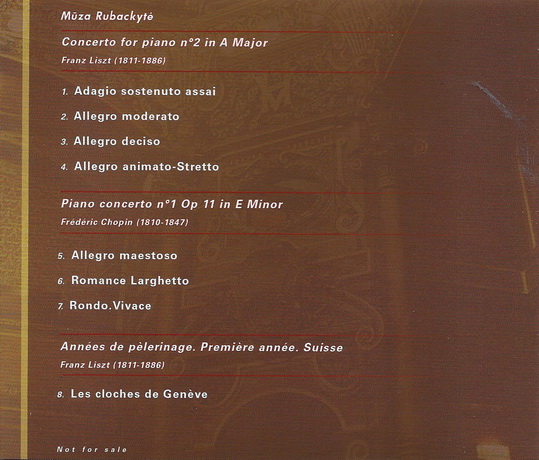 Mūza Rubackytė
Concerto for piano n°2 in A Major
Franz Liszt (1811-1886)
1. Adagio sostenuto assai
2. Allegro moderato
3. Allegro deciso
4. Allegro animato-Stretto
Piano concerto n°1 Op 11 in E Minor
Frédéric Chopin (1810-1847)
5. Allegro maestoso
6. Romance Larghetto
7. Rondo.Vivace
Années de pèlerinage. Première année. Suisse
Franz Liszt (1811-1886)
8. Les cloches de Genève
Not for sale